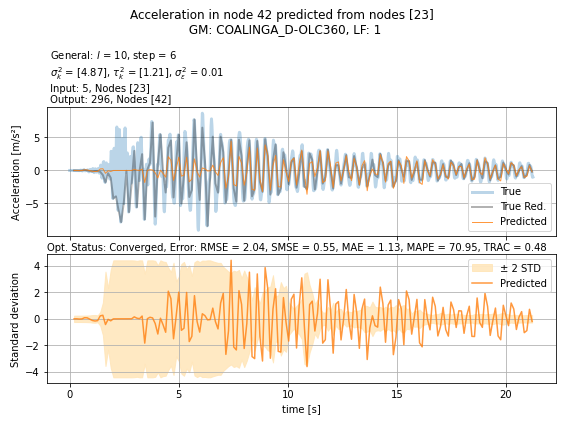 Acceleration in node 42 predicted from nodes [23]
GM: COALINGA_D-OLC360, LF: 1
General: l = 10, step = 6
σ²ₖ = [4.87], τ²ₖ = [1.21], σ²ε = 0.01
Input: 5, Nodes [23]
Output: 296, Nodes [42]
Acceleration [m/s²]
5
0
−5
True
True Red.
Predicted
Opt. Status: Converged, Error: RMSE = 2.04, SMSE = 0.55, MAE = 1.13, MAPE = 70.95, TRAC = 0.48
Standard deviation
4
2
0
−2
−4
± 2 STD
Predicted
0 5 10 15 20
time [s]